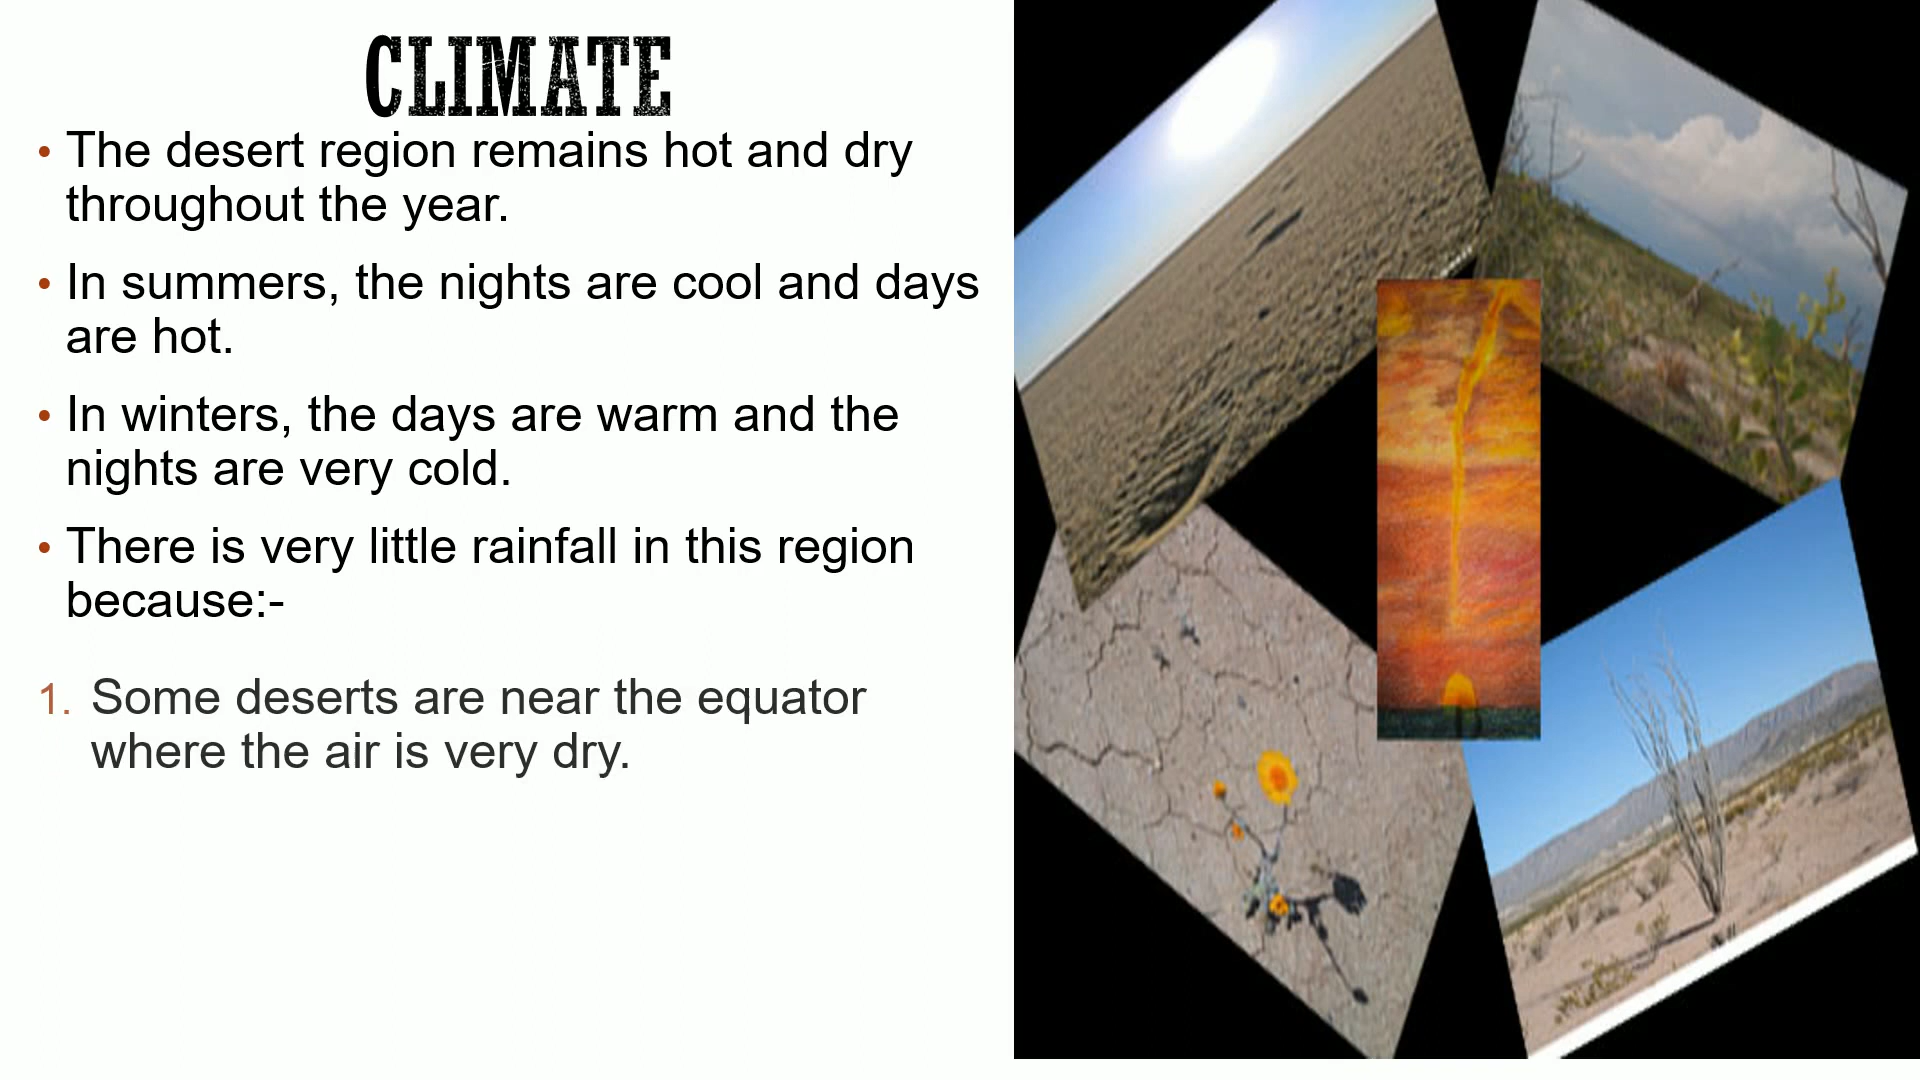 CLIMATE
• The desert region remains hot and dry
throughout the year.
• In summers, the nights are cool and days
are hot.
• In winters, the days are warm and the
nights are very cold.
• There is very little rainfall in this region
because:-
1. Some deserts are near the equator
where the air is very dry.